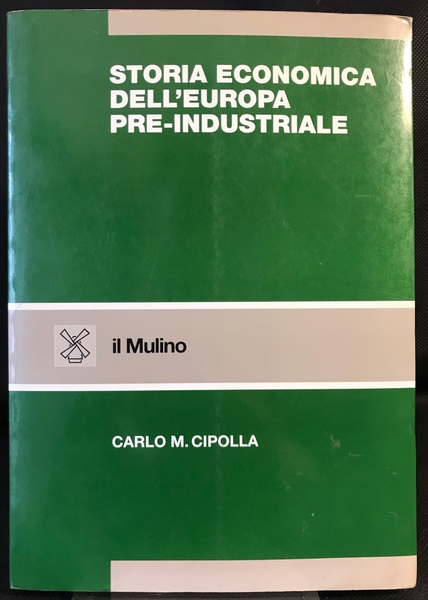 STORIA ECONOMICA
DELL'EUROPA
PRE-INDUSTRIALE
il Mulino
CARLO M. CIPOLLA